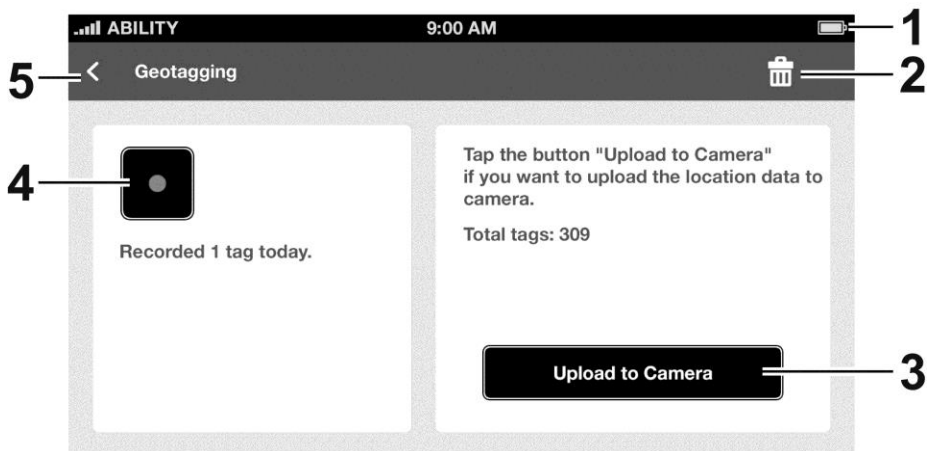 ABILITY 9:00 AM 1
5 Geotagging 2
4
Recorded 1 tag today.
Tap the button "Upload to Camera"
if you want to upload the location data to
camera.
Total tags: 309
Upload to Camera 3